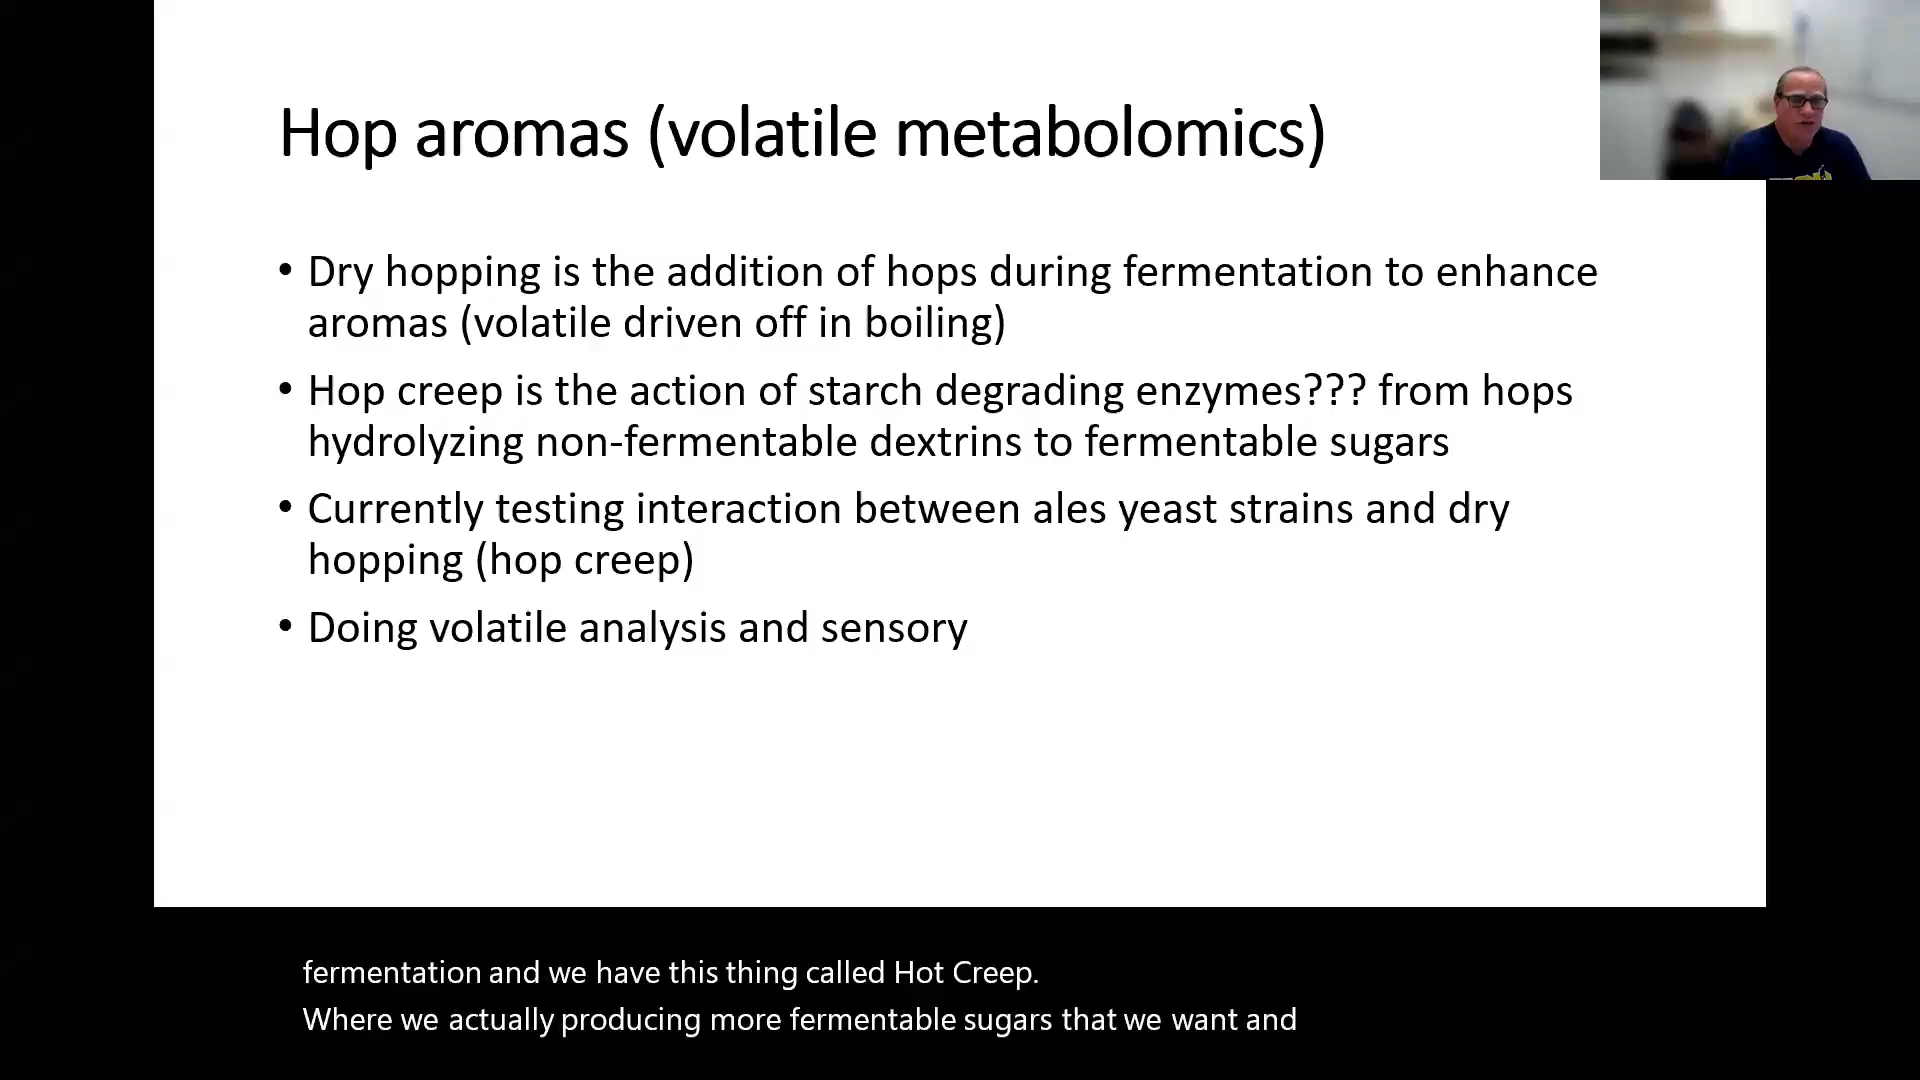 Hop aromas (volatile metabolomics)
• Dry hopping is the addition of hops during fermentation to enhance
aromas (volatile driven off in boiling)
• Hop creep is the action of starch degrading enzymes??? from hops
hydrolyzing non-fermentable dextrins to fermentable sugars
• Currently testing interaction between ales yeast strains and dry
hopping (hop creep)
• Doing volatile analysis and sensory
fermentation and we have this thing called Hot Creep.
Where we actually producing more fermentable sugars that we want and